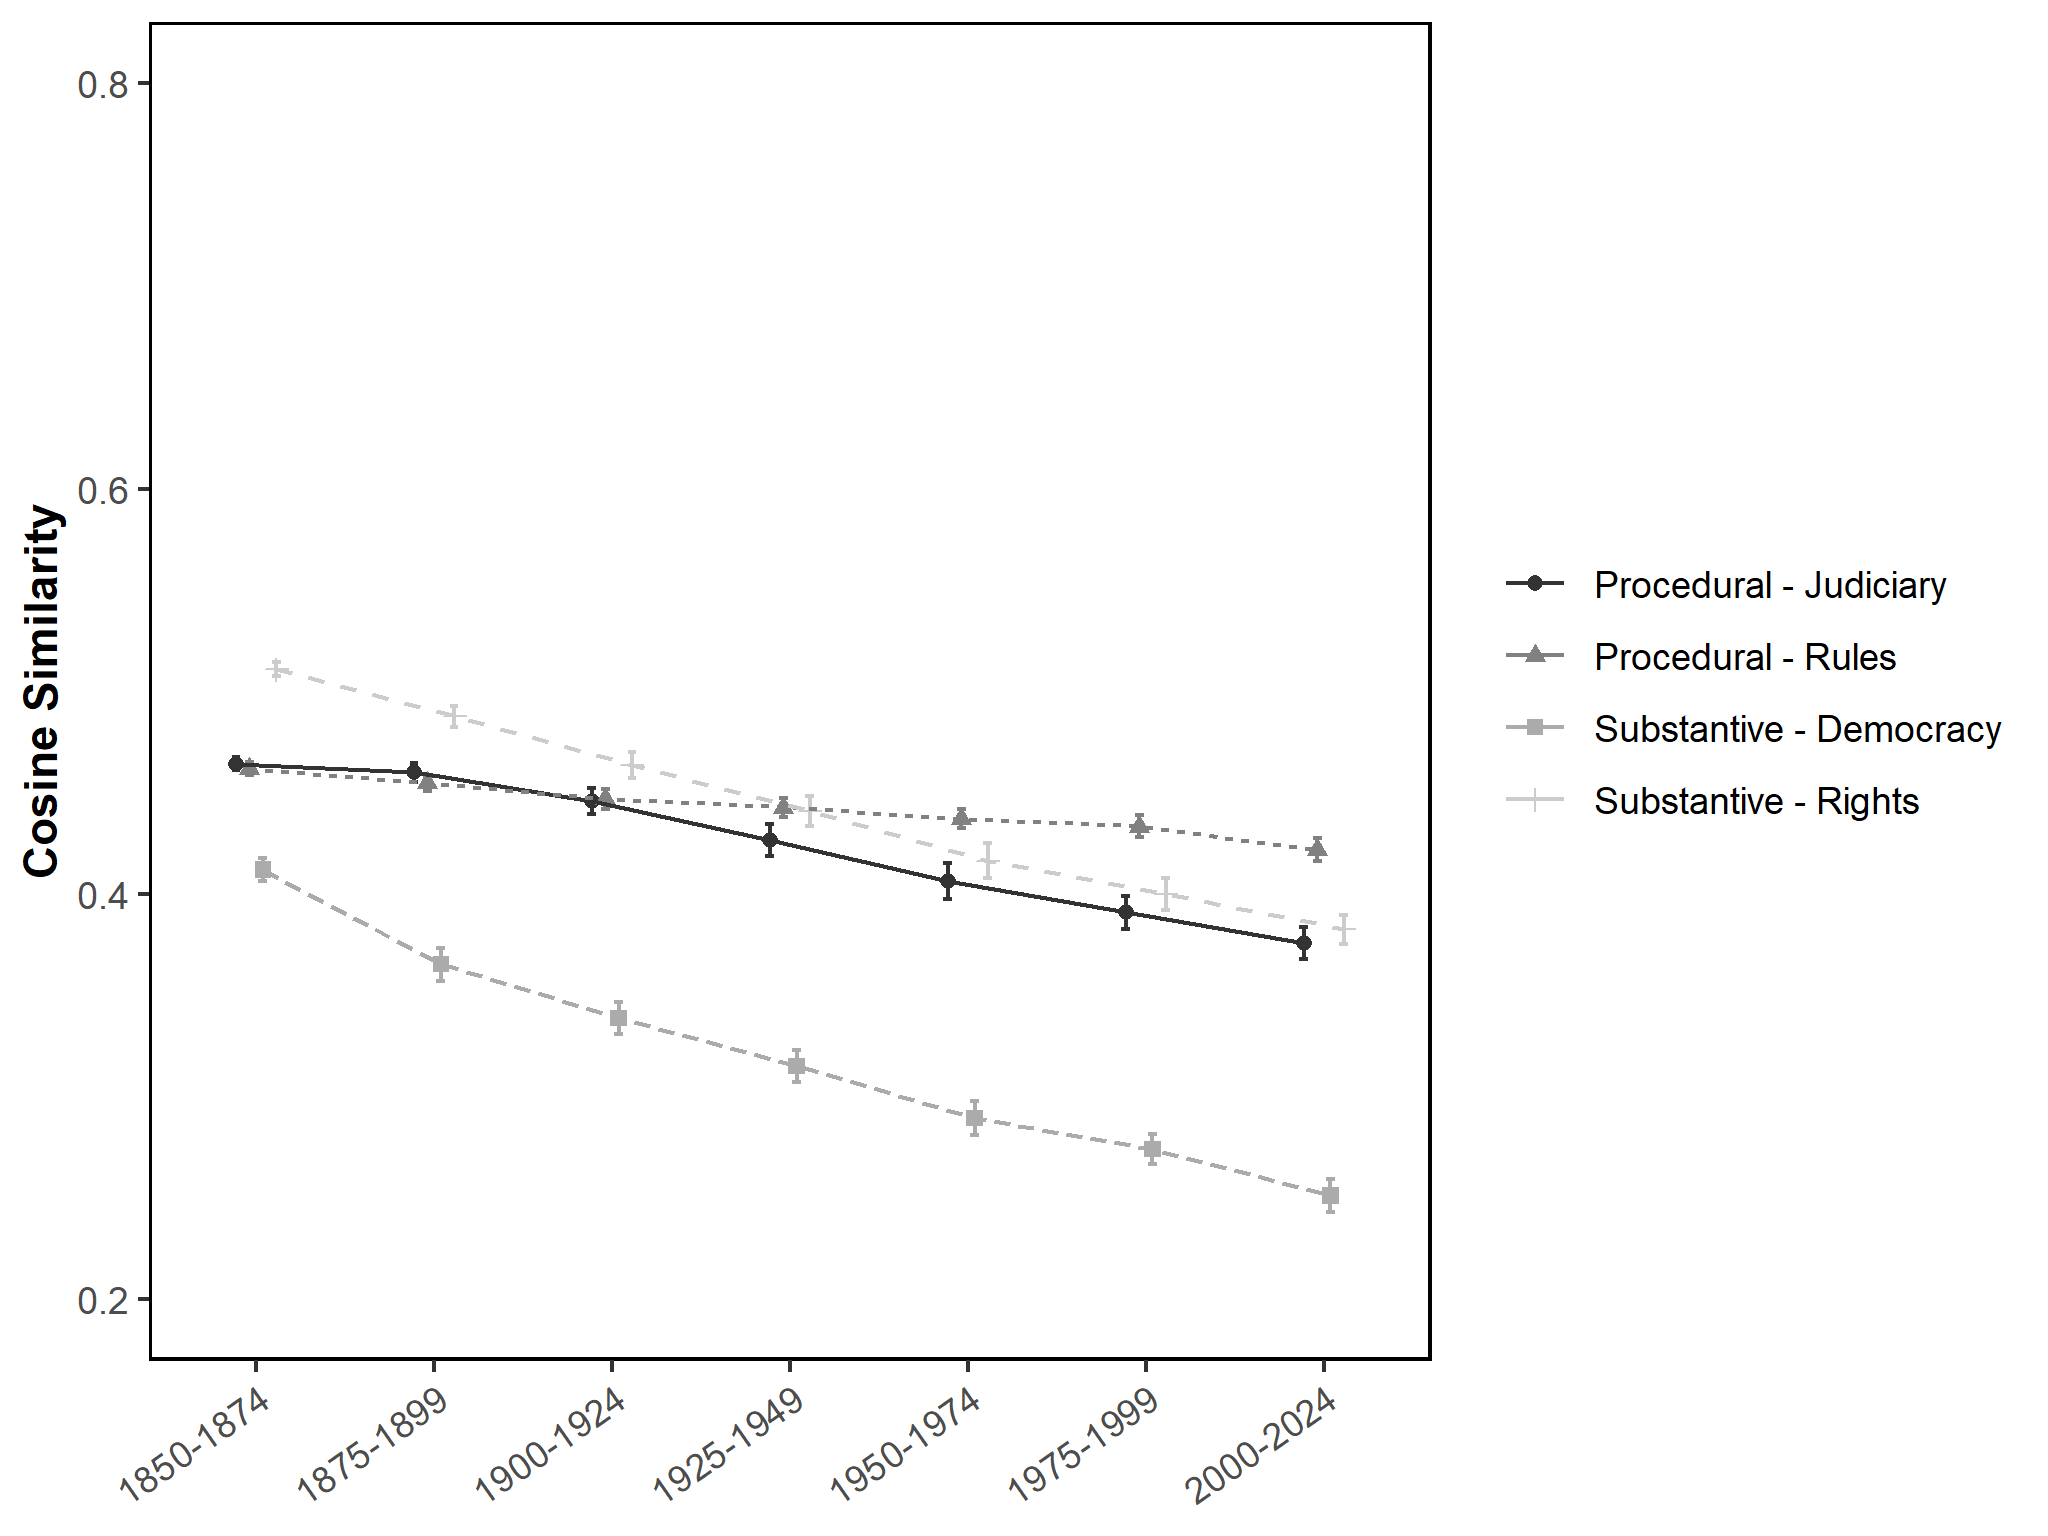 Cosine Similarity
0.8
0.6
0.4
0.2
1850-1874
1875-1899
1900-1924
1925-1949
1950-1974
1975-1999
2000-2024
Procedural - Judiciary
Procedural - Rules
Substantive - Democracy
Substantive - Rights